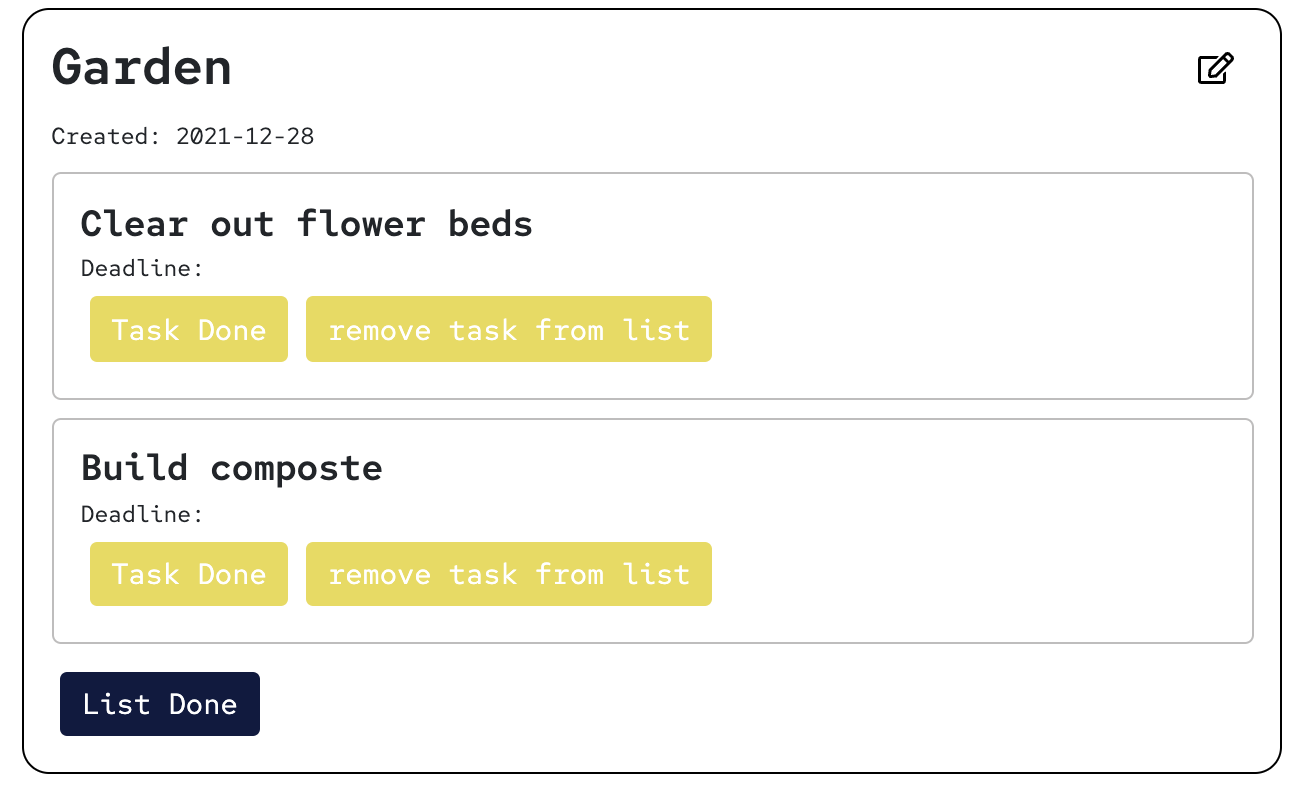 Garden
Created: 2021-12-28
Clear out flower beds
Deadline:
Task Done remove task from list
Build composte
Deadline:
Task Done remove task from list
List Done